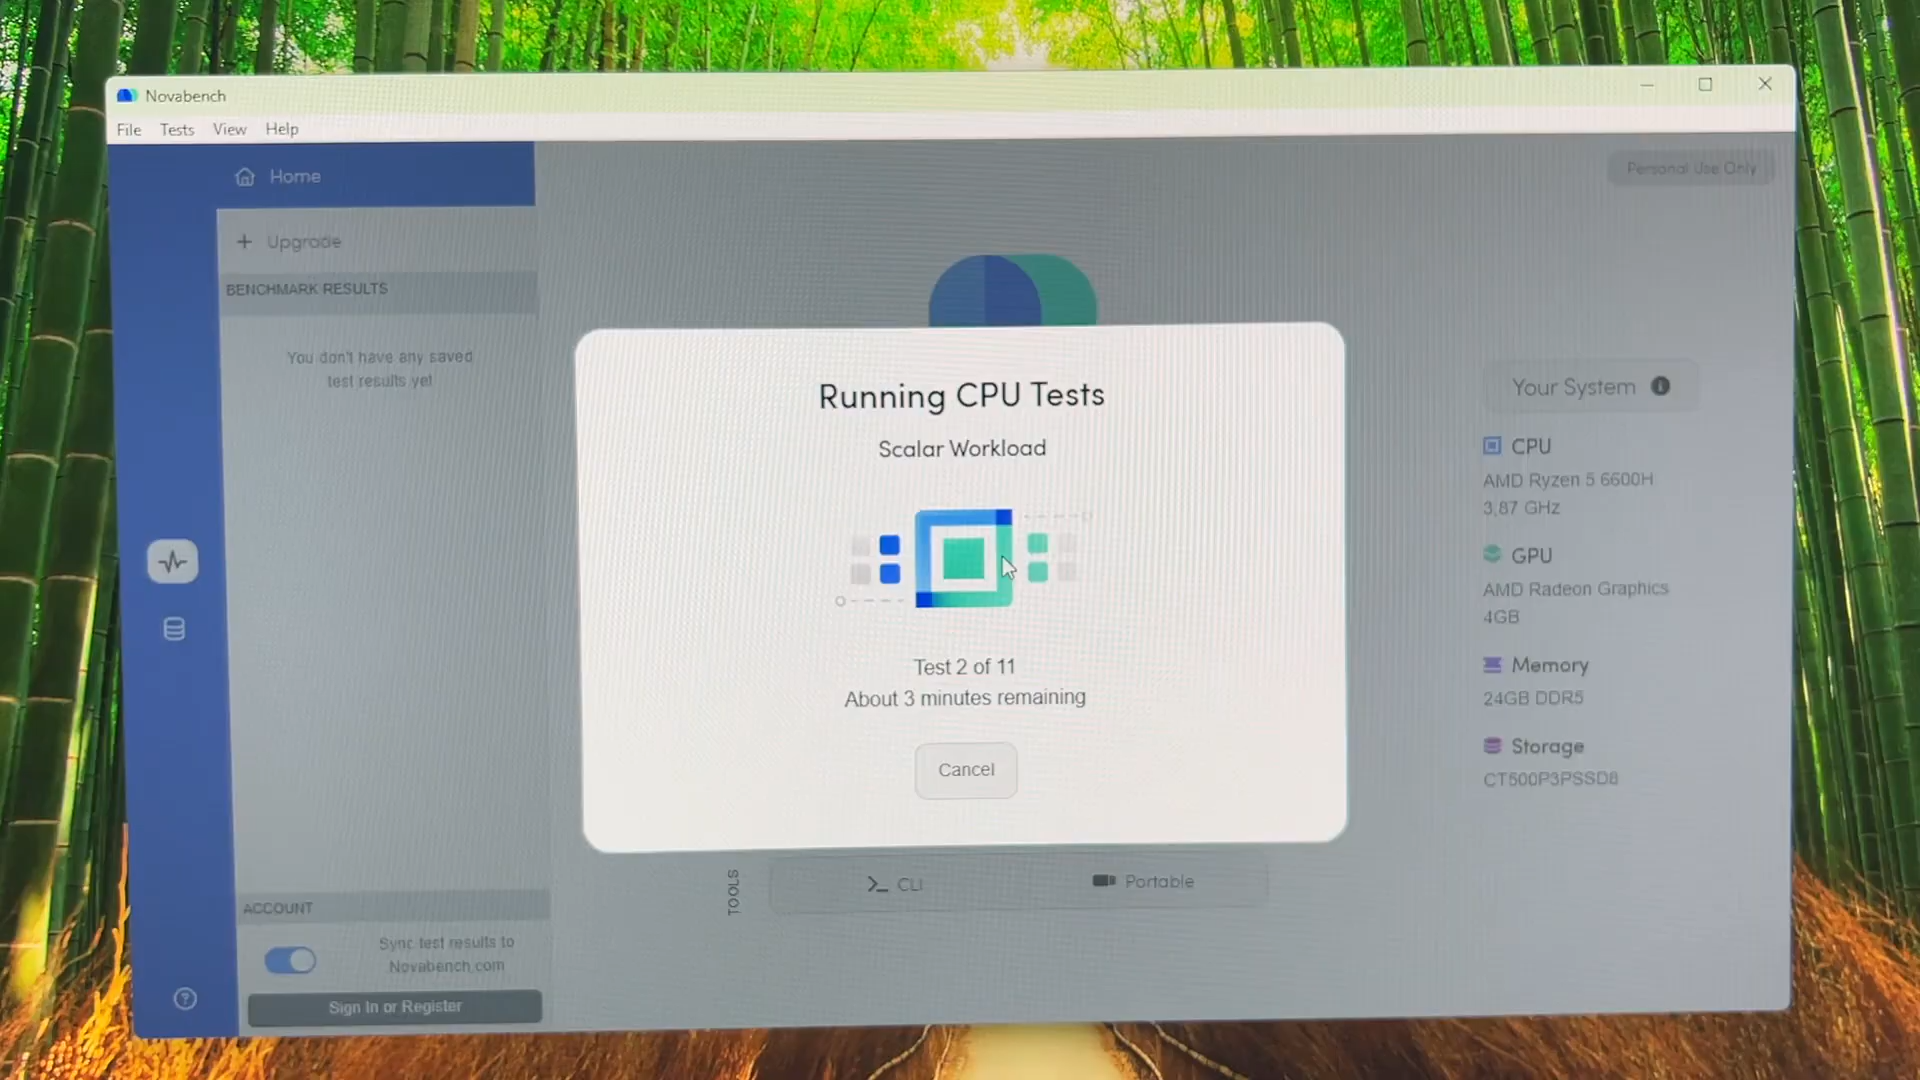 Novabench
File Tests View Help
Home
Personal Use Only
Upgrade
BENCHMARK RESULTS
You don't have any saved
test results yet
Running CPU Tests
Scalar Workload
Test 2 of 11
About 3 minutes remaining
Cancel
Your System
CPU
AMD Ryzen 5 6600H
3,87 GHz
GPU
AMD Radeon Graphics
4GB
Memory
24GB DDR5
Storage
CT500P3PSSD8
TOOLS
CLI
Portable
ACCOUNT
Sync test results to
Novabench.com
Sign In or Register